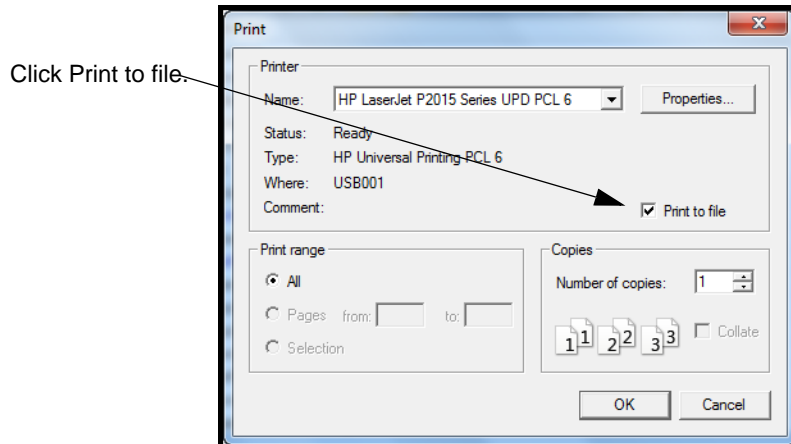 Print
Click Print to file.
Printer
Name: HP LaserJet P2015 Series UPD PCL 6 Properties...
Status: Ready
Type: HP Universal Printing PCL 6
Where: USB001
Comment:
Print to file
Print range
All
Pages from: to:
Selection
Copies
Number of copies: 1
1 1 2 2 3 3 Collate
OK Cancel